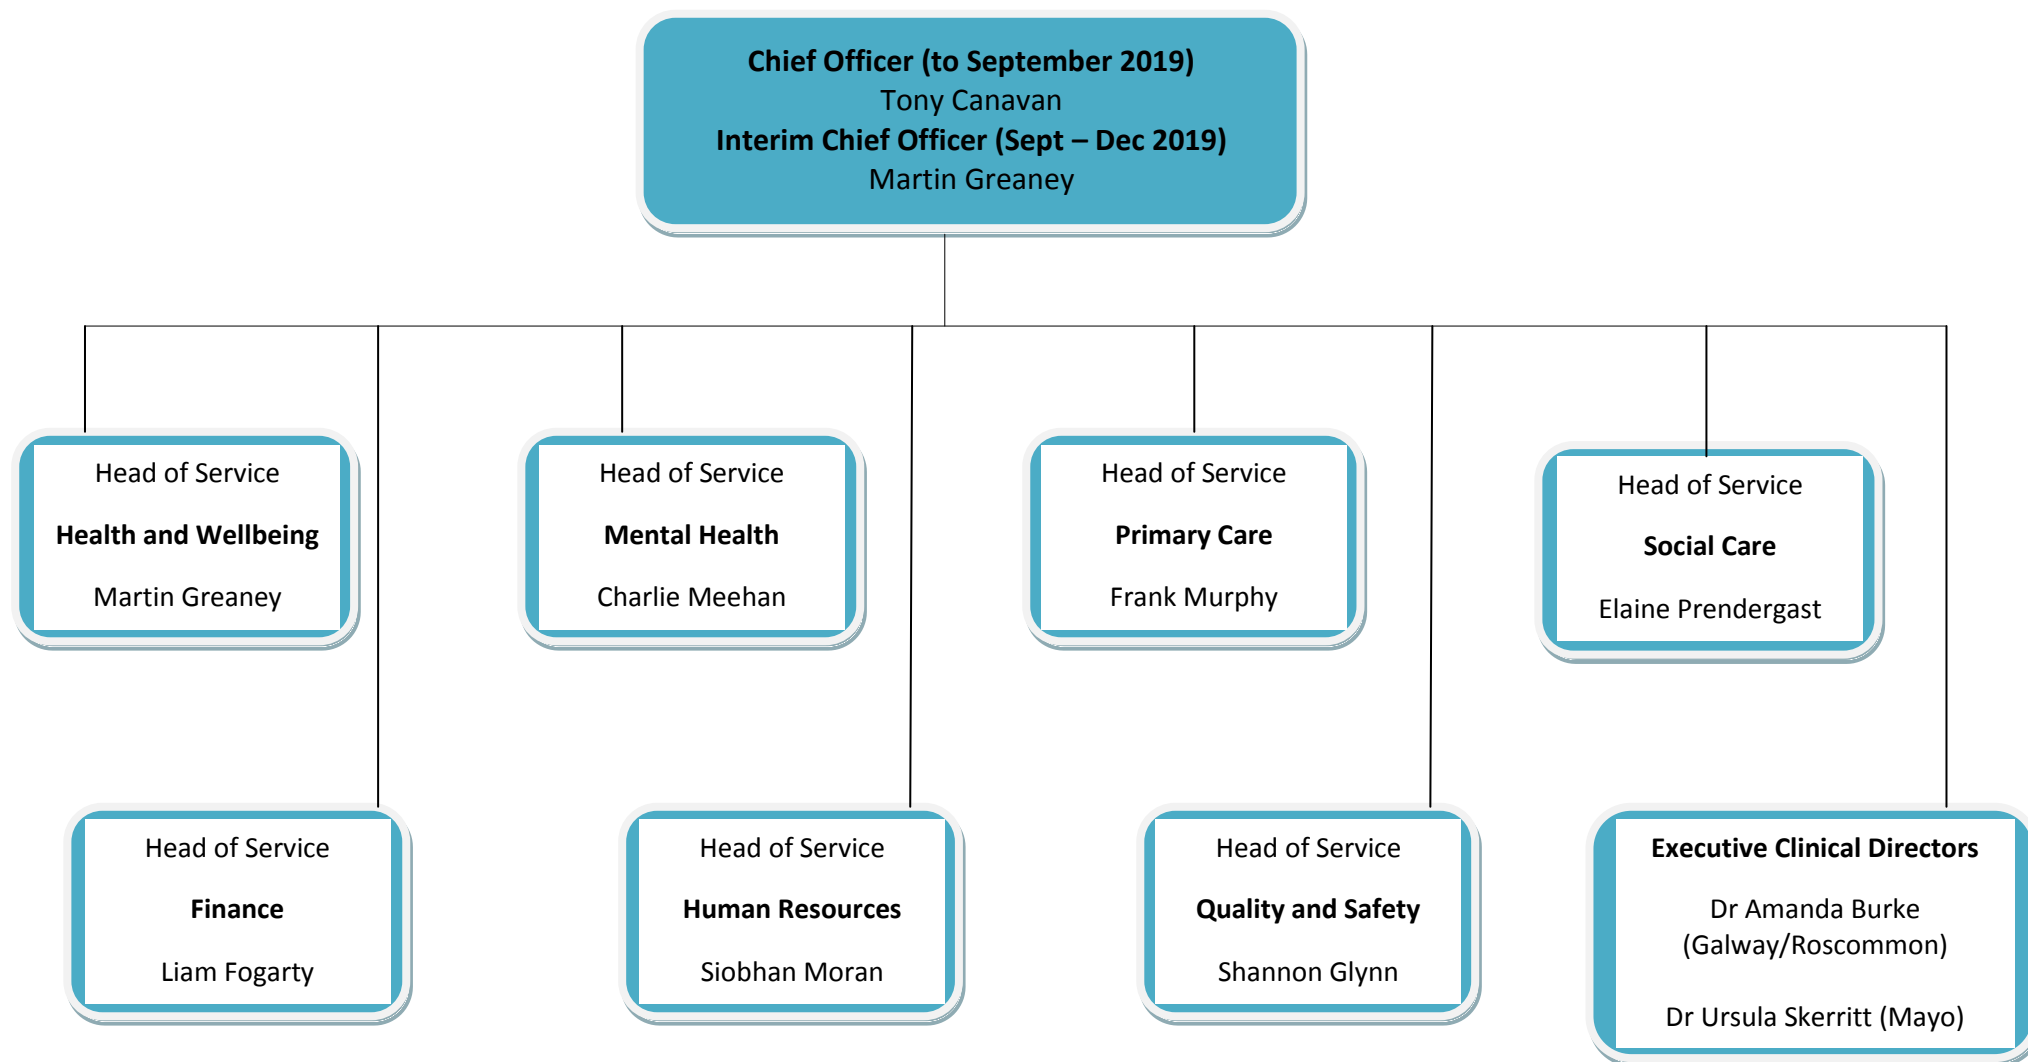 Chief Officer (to September 2019)
Tony Canavan
Interim Chief Officer (Sept – Dec 2019)
Martin Greaney
Head of Service
Health and Wellbeing
Martin Greaney
Head of Service
Mental Health
Charlie Meehan
Head of Service
Primary Care
Frank Murphy
Head of Service
Social Care
Elaine Prendergast
Head of Service
Finance
Liam Fogarty
Head of Service
Human Resources
Siobhan Moran
Head of Service
Quality and Safety
Shannon Glynn
Executive Clinical Directors
Dr Amanda Burke
(Galway/Roscommon)
Dr Ursula Skerritt (Mayo)